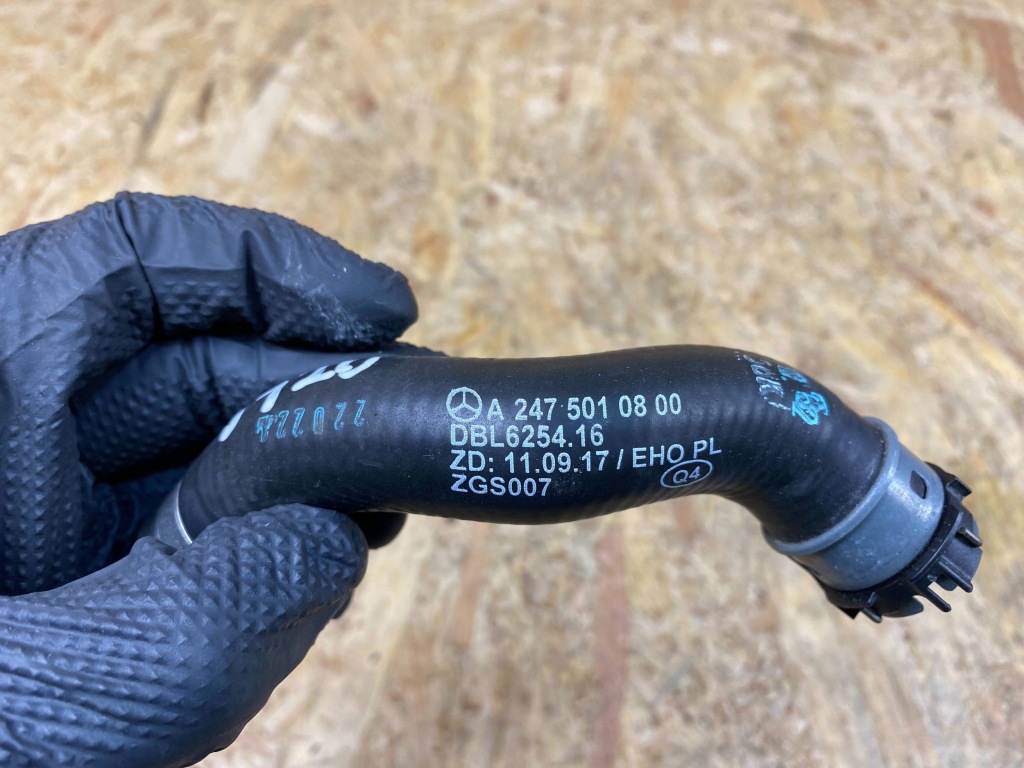 A 247 501 08 00
DBL6254.16
ZD: 11.09.17 / EHO PL
ZGS007
Q4